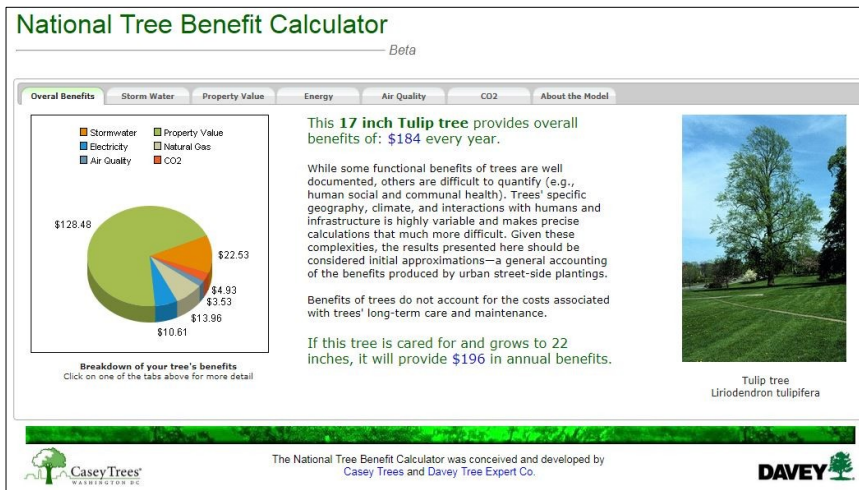 National Tree Benefit Calculator
Beta
Overal Benefits
Storm Water
Property Value
Energy
Air Quality
CO2
About the Model
Stormwater
Property Value
Electricity
Natural Gas
Air Quality
CO2
$128.48
$22.53
$4.93
$3.53
$13.96
$10.61
Breakdown of your tree's benefits
Click on one of the tabs above for more detail
This 17 inch Tulip tree provides overall
benefits of: $184 every year.
While some functional benefits of trees are well
documented, others are difficult to quantify (e.g.,
human social and communal health). Trees' specific
geography, climate, and interactions with humans and
infrastructure is highly variable and makes precise
calculations that much more difficult. Given these
complexities, the results presented here should be
considered initial approximations—a general accounting
of the benefits produced by urban street-side plantings.
Benefits of trees do not account for the costs associated
with trees' long-term care and maintenance.
If this tree is cared for and grows to 22
inches, it will provide $196 in annual benefits.
Tulip tree
Liriodendron tulipifera
Casey Trees
WASHINGTON DC
The National Tree Benefit Calculator was conceived and developed by
Casey Trees and Davey Tree Expert Co.
DAVEY